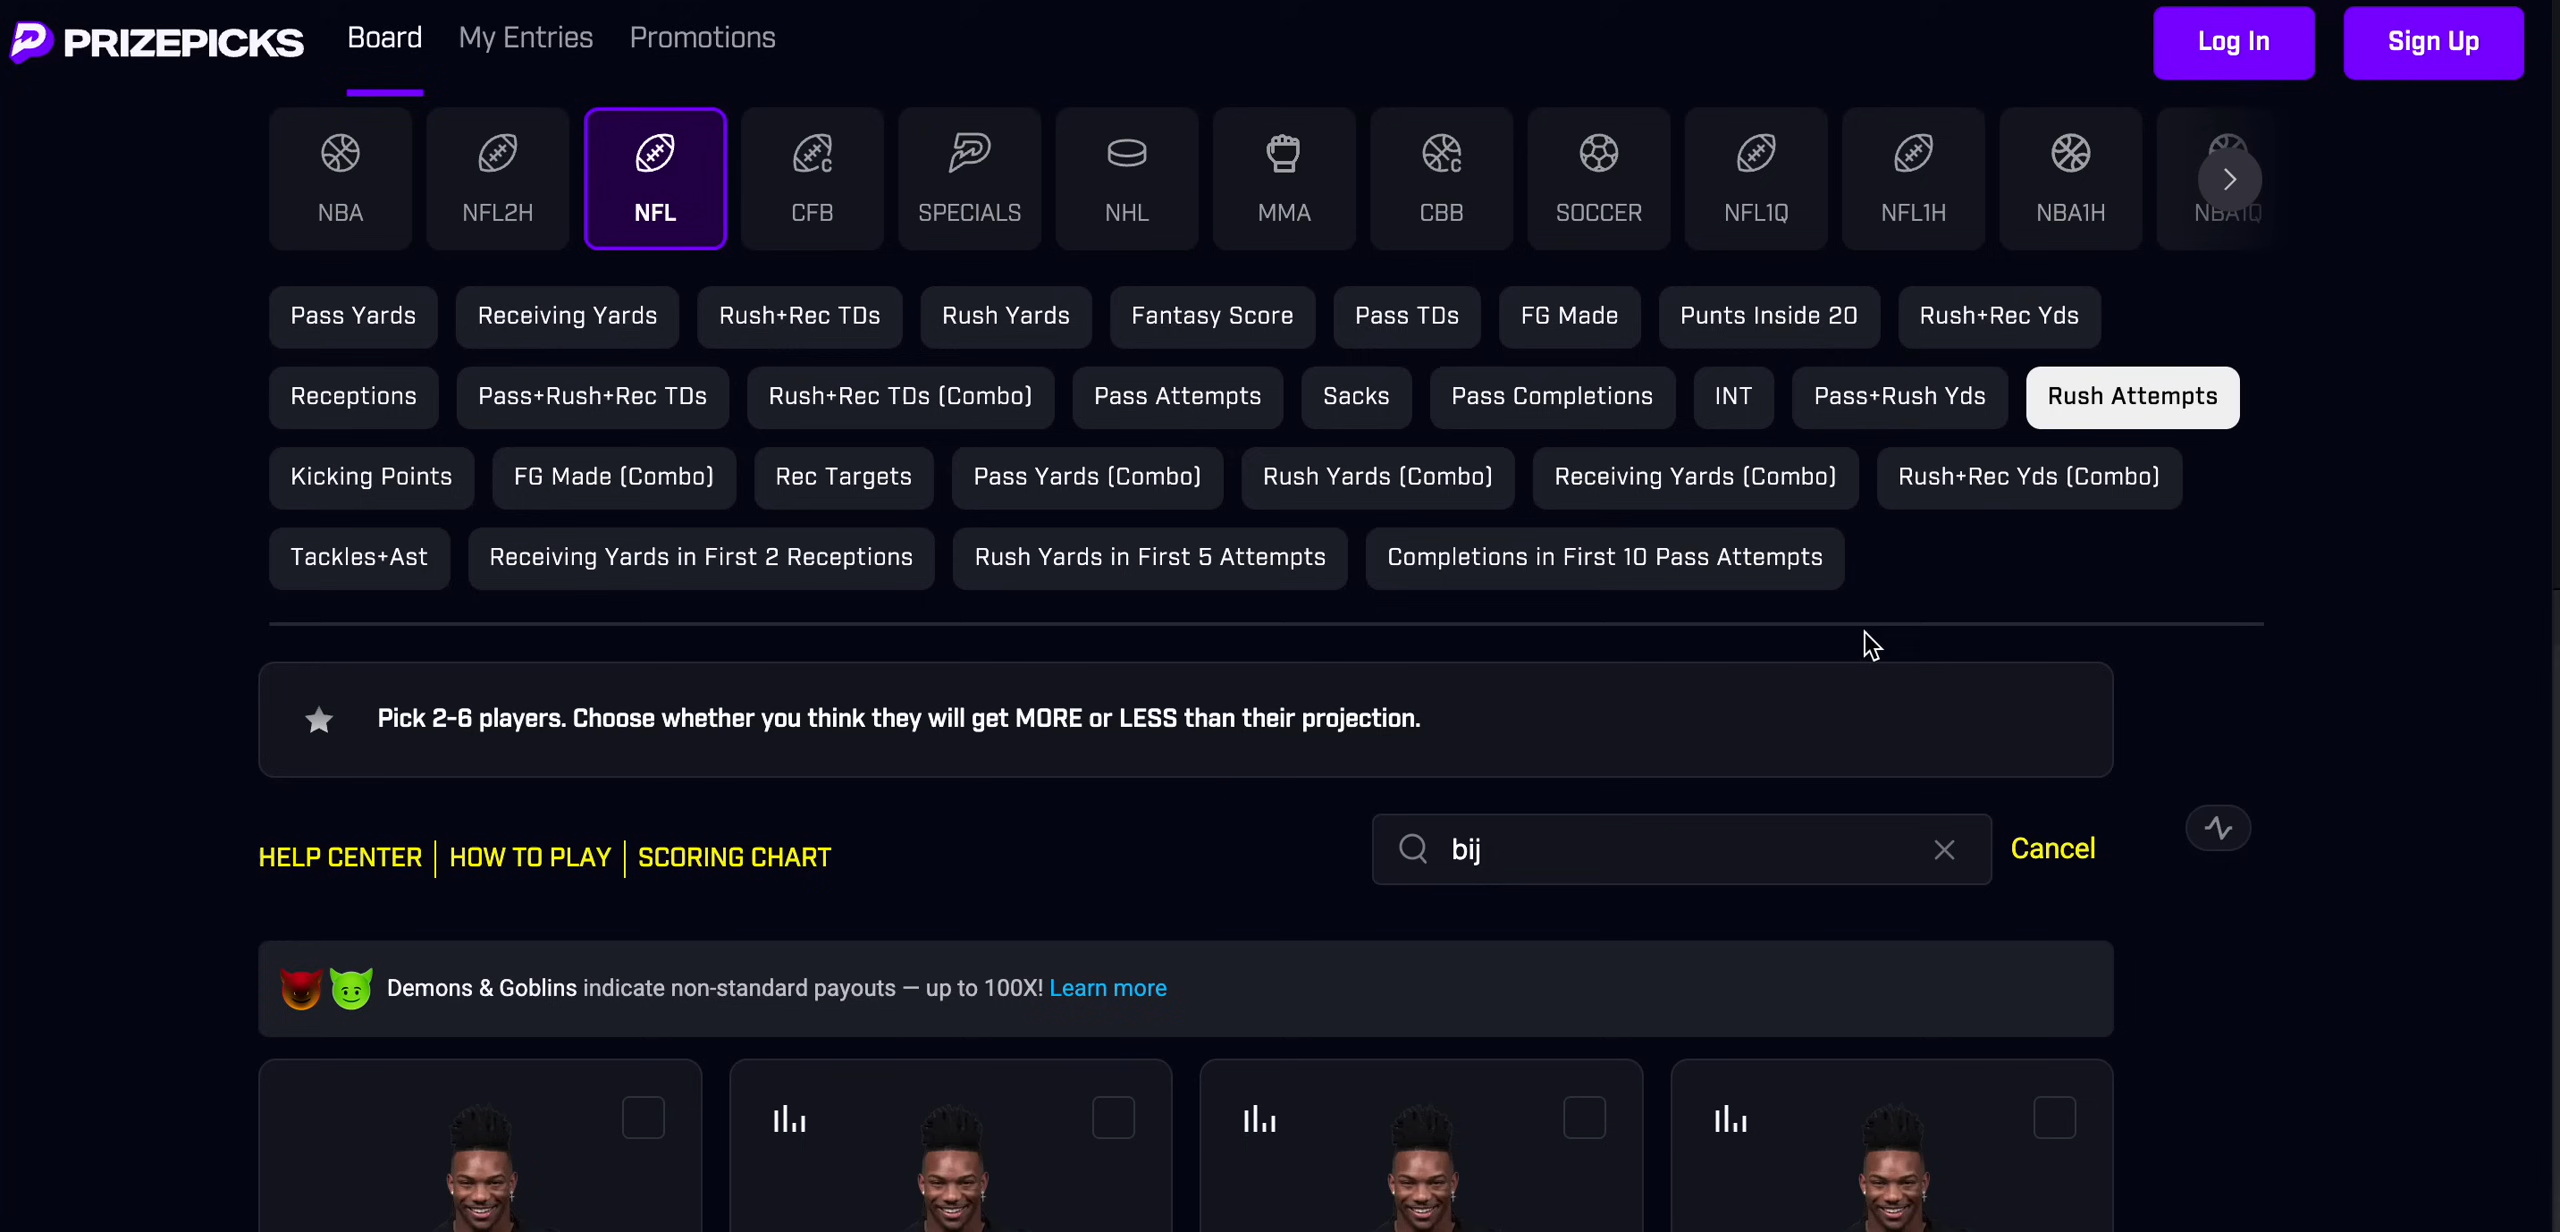 PRIZEPICKS Board My Entries Promotions Log In Sign Up
NBA NFL2H NFL CFB SPECIALS NHL MMA CBB SOCCER NFL1Q NFL1H NBA1H NBA1Q
Pass Yards Receiving Yards Rush+Rec TDs Rush Yards Fantasy Score Pass TDs FG Made Punts Inside 20 Rush+Rec Yds
Receptions Pass+Rush+Rec TDs Rush+Rec TDs (Combo) Pass Attempts Sacks Pass Completions INT Pass+Rush Yds Rush Attempts
Kicking Points FG Made (Combo) Rec Targets Pass Yards (Combo) Rush Yards (Combo) Receiving Yards (Combo) Rush+Rec Yds (Combo)
Tackles+Ast Receiving Yards in First 2 Receptions Rush Yards in First 5 Attempts Completions in First 10 Pass Attempts
Pick 2-6 players. Choose whether you think they will get MORE or LESS than their projection.
HELP CENTER HOW TO PLAY SCORING CHART bij Cancel
Demons & Goblins indicate non-standard payouts — up to 100X! Learn more